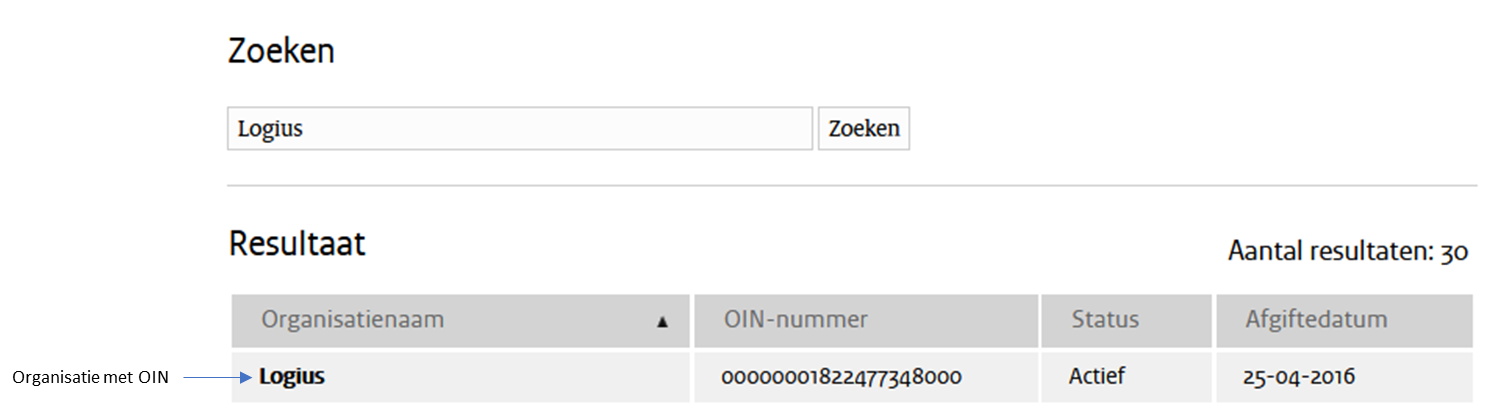 Zoeken
Logius Zoeken
Resultaat
Aantal resultaten: 30
Organisatienaam ▲ OIN-nummer Status Afgiftedatum
Organisatie met OIN Logius 00000001822477348000 Actief 25-04-2016